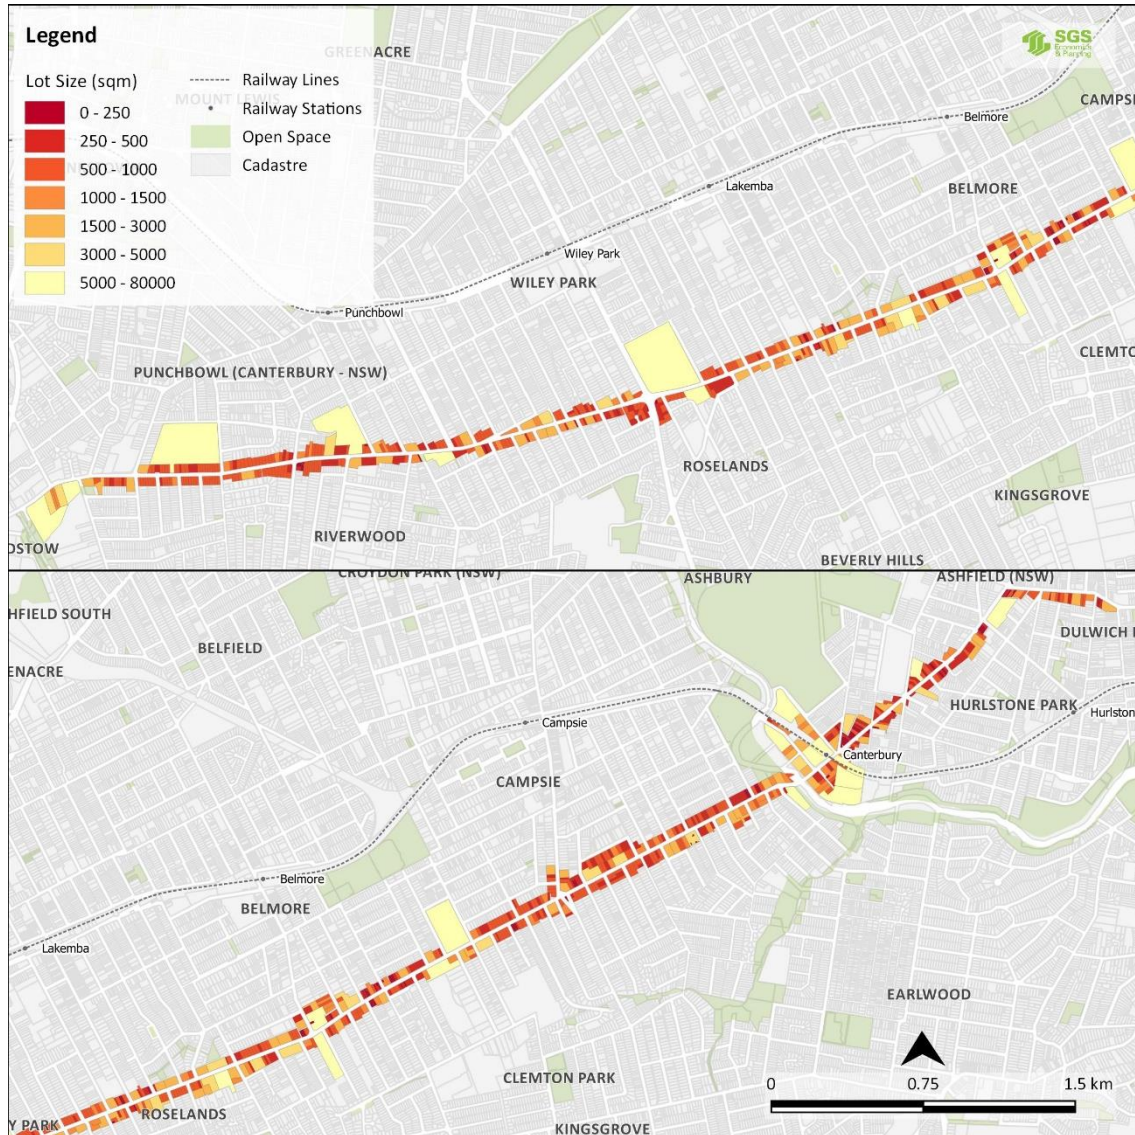 Legend
Lot Size (sqm)
0 - 250
250 - 500
500 - 1000
1000 - 1500
1500 - 3000
3000 - 5000
5000 - 80000
Railway Lines
Railway Stations
Open Space
Cadastre
GREENACRE
MOUNT LEWIS
SGS
Economics
& Planning
CAMPSI
Belmore
BELMORE
Lakemba
Wiley Park
WILEY PARK
Punchbowl
CLEMTO
PUNCHBOWL (CANTERBURY - NSW)
ROSELANDS
KINGSGROVE
RIVERWOOD
DSTOW
BEVERLY HILLS
CROYDON PARK (NSW)
ASHBURY
ASHFIELD (NSW)
HFIELD SOUTH
DULWICH
BELFIELD
ENACRE
HURLSTONE PARK
Hurlston
Campsie
Canterbury
CAMPSIE
Belmore
BELMORE
Lakemba
EARLWOOD
CLEMTON PARK
ROSELANDS
Y PARK
KINGSGROVE
0 0.75 1.5 km